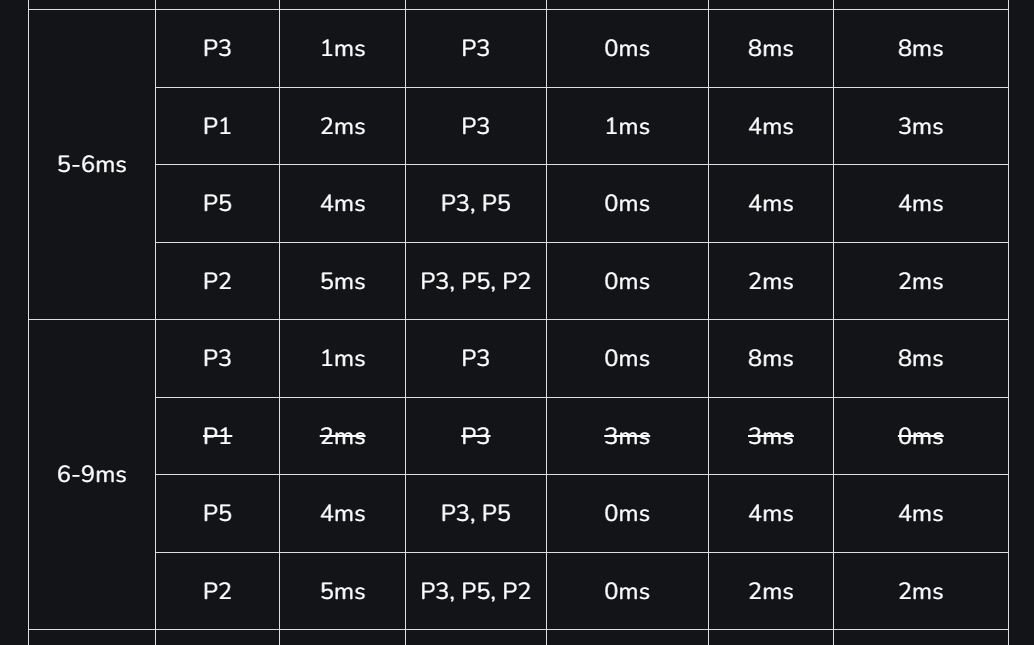 P3 1ms P3 0ms 8ms 8ms
P1 2ms P3 1ms 4ms 3ms
5-6ms
P5 4ms P3, P5 0ms 4ms 4ms
P2 5ms P3, P5, P2 0ms 2ms 2ms
P3 1ms P3 0ms 8ms 8ms
P1 2ms P3 3ms 3ms 0ms
6-9ms
P5 4ms P3, P5 0ms 4ms 4ms
P2 5ms P3, P5, P2 0ms 2ms 2ms